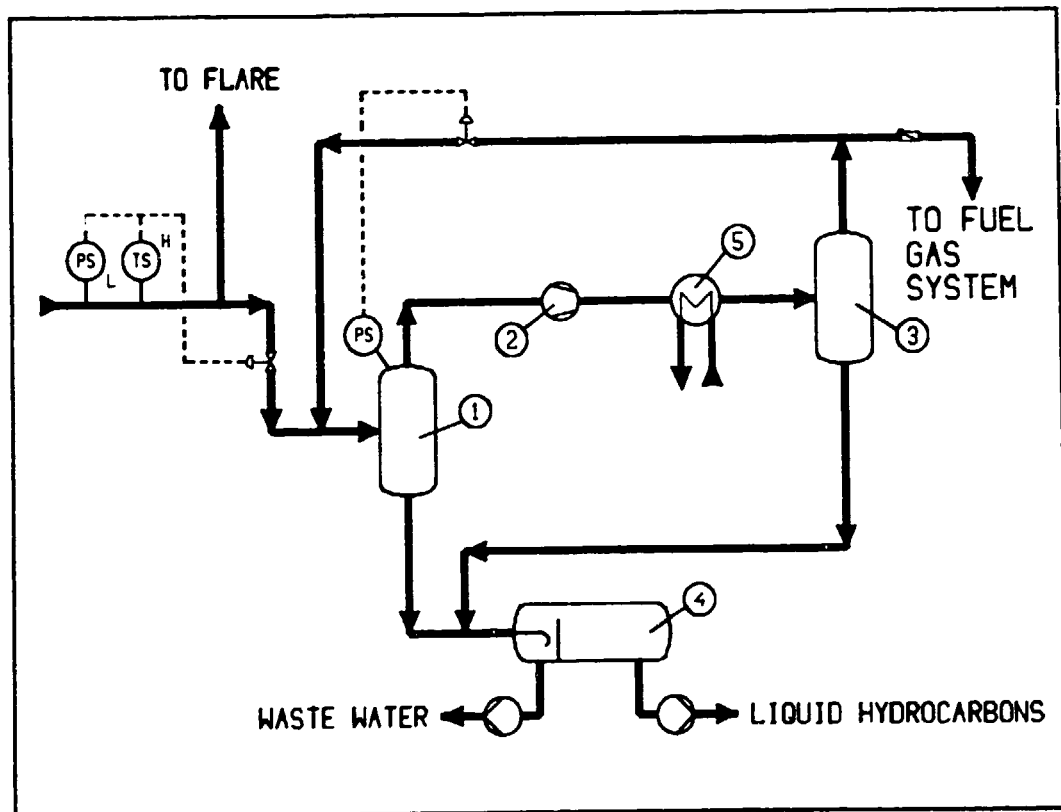 TO FLARE
PS
L
TS
H
PS
1
2
5
3
TO FUEL
GAS
SYSTEM
4
WASTE WATER
LIQUID HYDROCARBONS